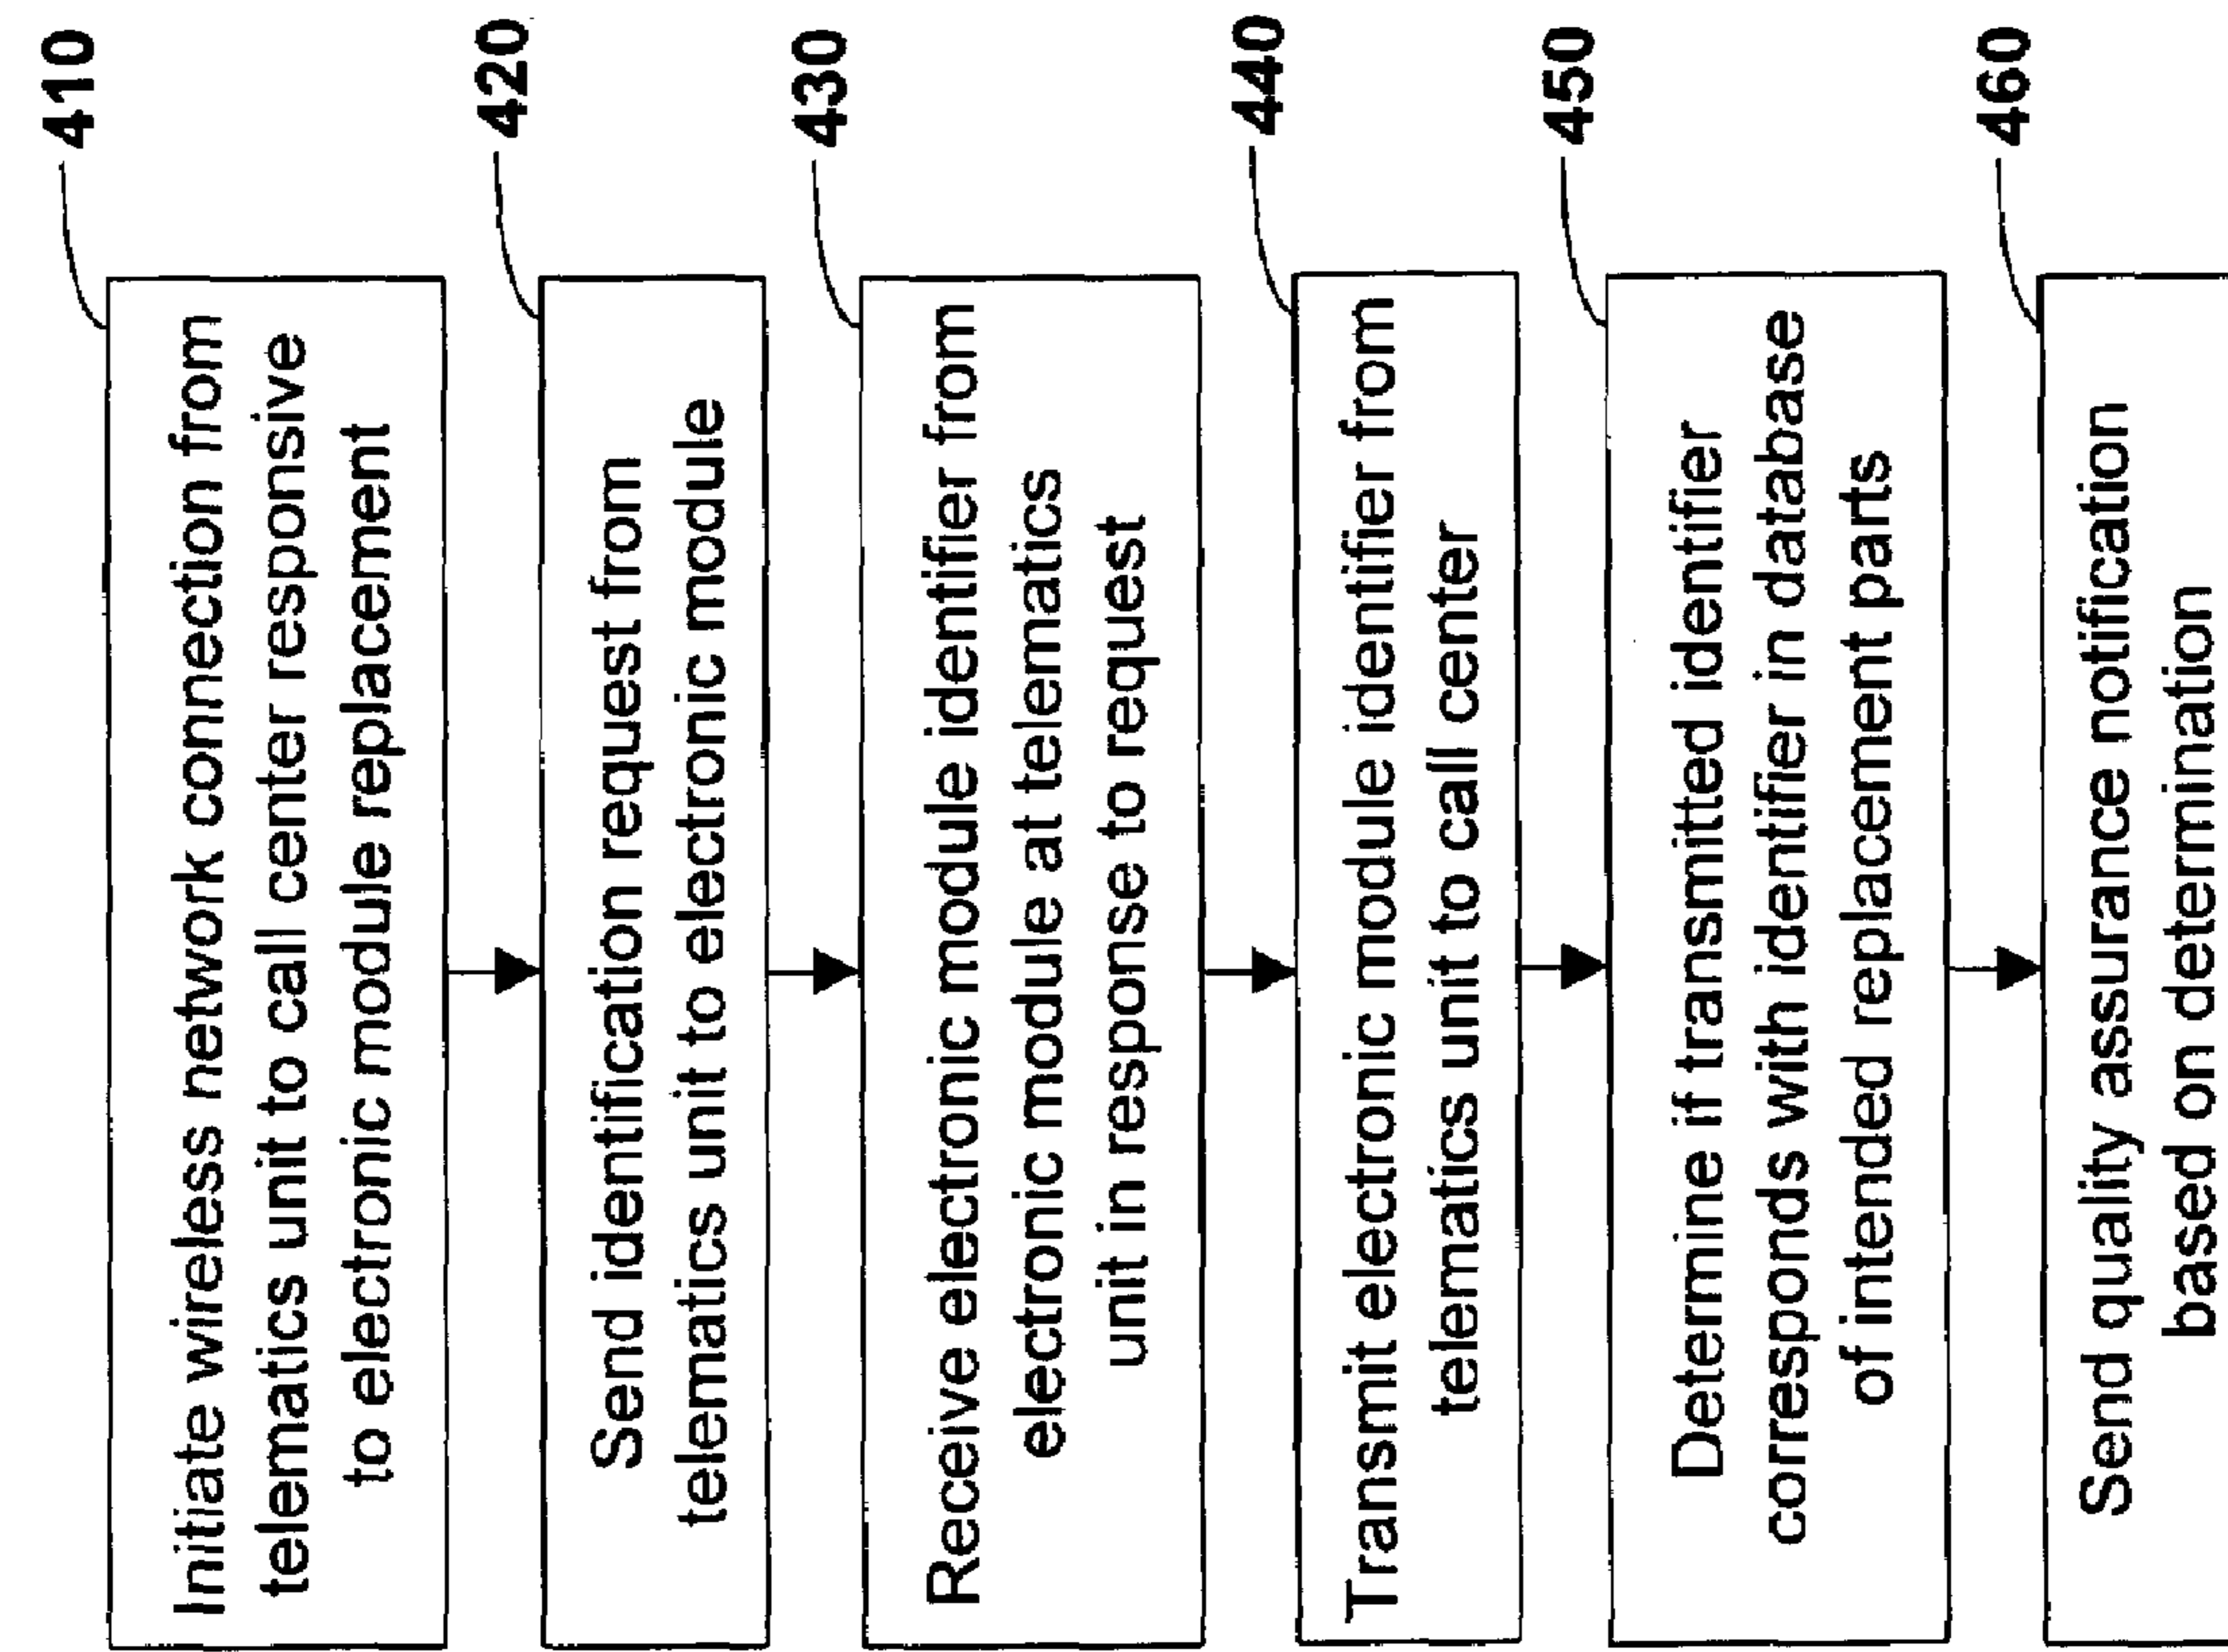 410
Initiate wireless network connection from
telematics unit to call center responsive
to electronic module replacement
420
Send identification request from
telematics unit to electronic module
430
Receive electronic module identifier from
electronic module at telematics
unit in response to request
440
Transmit electronic module identifier from
telematics unit to call center
450
Determine if transmitted identifier
corresponds with identifier in database
of intended replacement parts
460
Send quality assurance notification
based on determination